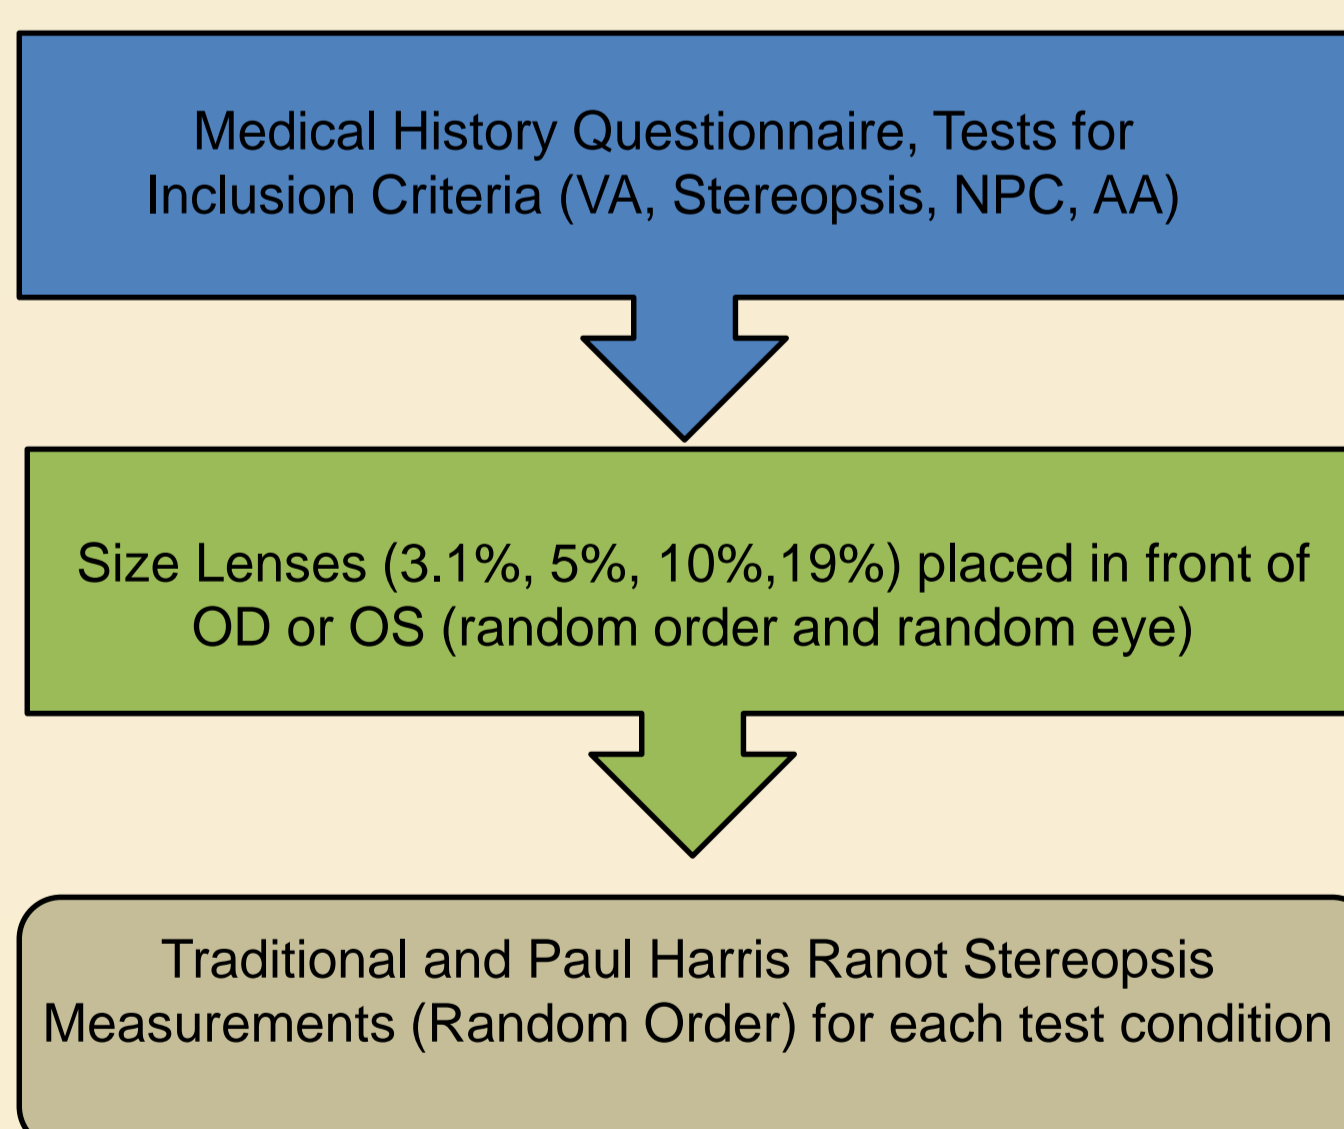 Medical History Questionnaire, Tests for
Inclusion Criteria (VA, Stereopsis, NPC, AA)
Size Lenses (3.1%, 5%, 10%,19%) placed in front of
OD or OS (random order and random eye)
Traditional and Paul Harris Ranot Stereopsis
Measurements (Random Order) for each test condition